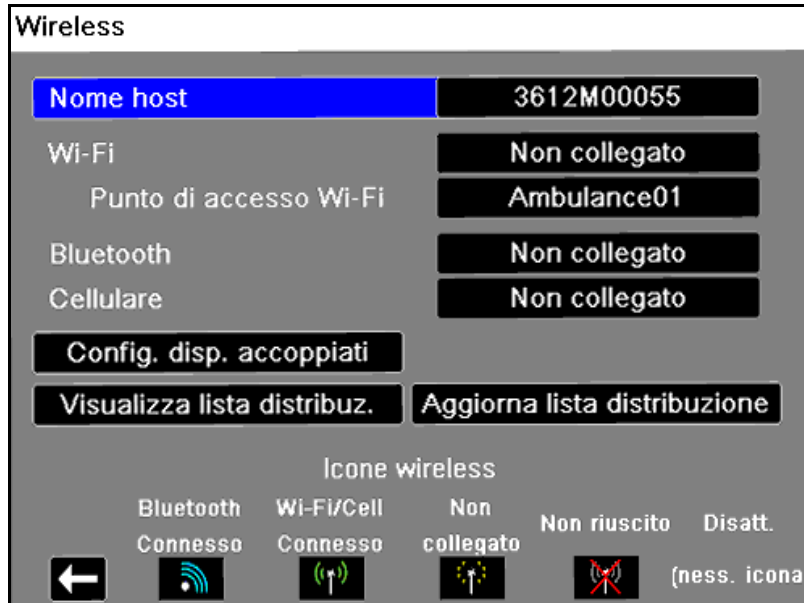 Wireless
Nome host 3612M00055
Wi-Fi Non collegato
Punto di accesso Wi-Fi Ambulance01
Bluetooth Non collegato
Cellulare Non collegato
Config. disp. accoppiati
Visualizza lista distribuz. Aggiorna lista distribuzione
Icone wireless
Bluetooth Connesso
Wi-Fi/Cell Connesso
Non collegato
Non riuscito
Disatt.
(ness. icona